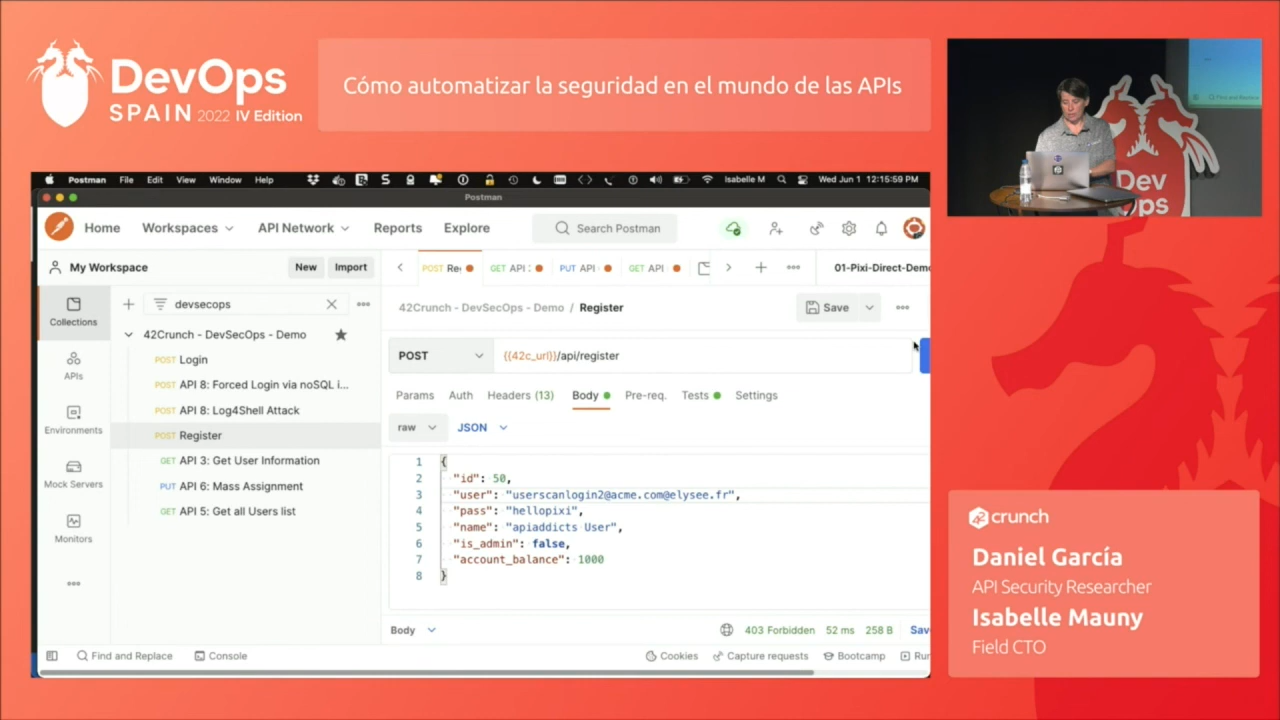 DevOps
SPAIN 2022 IV Edition
Cómo automatizar la seguridad en el mundo de las APIs
Dev
Ops
Postman File Edit View Window Help Isabelle M Wed Jun 1 12:15:59 PM
Postman
Home Workspaces API Network Reports Explore Search Postman
My Workspace New Import POST Re GET API PUT API GET API 01-Pixi-Direct-Demo
devsecops
42Crunch - DevSecOps - Demo / Register Save
Collections
42Crunch - DevSecOps - Demo
POST Login
POST {{42c_url}}/api/register
APIs
POST API 8: Forced Login via noSQL i...
Params Auth Headers (13) Body Pre-req. Tests Settings
POST API 8: Log4Shell Attack
Environments
raw JSON
POST Register
GET API 3: Get User Information
Mock Servers
PUT API 6: Mass Assignment
GET API 5: Get all Users list
Monitors
1 {
2 "id": 50,
3 "user": "userscanlogin2@acme.com@elysee.fr",
4 "pass": "hellopixi",
5 "name": "apiaddicts User",
6 "is_admin": false,
7 "account_balance": 1000
8 }
Body 403 Forbidden 52 ms 258 B Sav
Find and Replace Console Cookies Capture requests Bootcamp Run
42 crunch
Daniel García
API Security Researcher
Isabelle Mauny
Field CTO